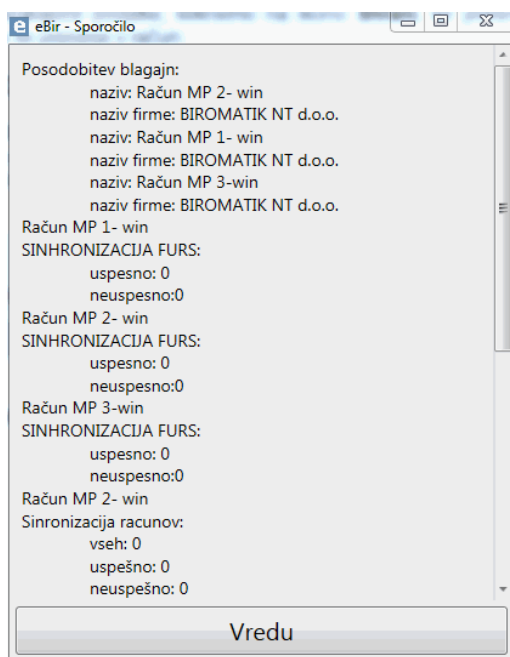 eBir - Sporočilo
Posodobitev blagajn:
naziv: Račun MP 2- win
naziv firme: BIROMATIK NT d.o.o.
naziv: Račun MP 1- win
naziv firme: BIROMATIK NT d.o.o.
naziv: Račun MP 3-win
naziv firme: BIROMATIK NT d.o.o.
Račun MP 1- win
SINHRONIZACIJA FURS:
uspesno: 0
neuspesno:0
Račun MP 2- win
SINHRONIZACIJA FURS:
uspesno: 0
neuspesno:0
Račun MP 3-win
SINHRONIZACIJA FURS:
uspesno: 0
neuspesno:0
Račun MP 2- win
Sinronizacija racunov:
vseh: 0
uspešno: 0
neuspešno: 0
Vredu